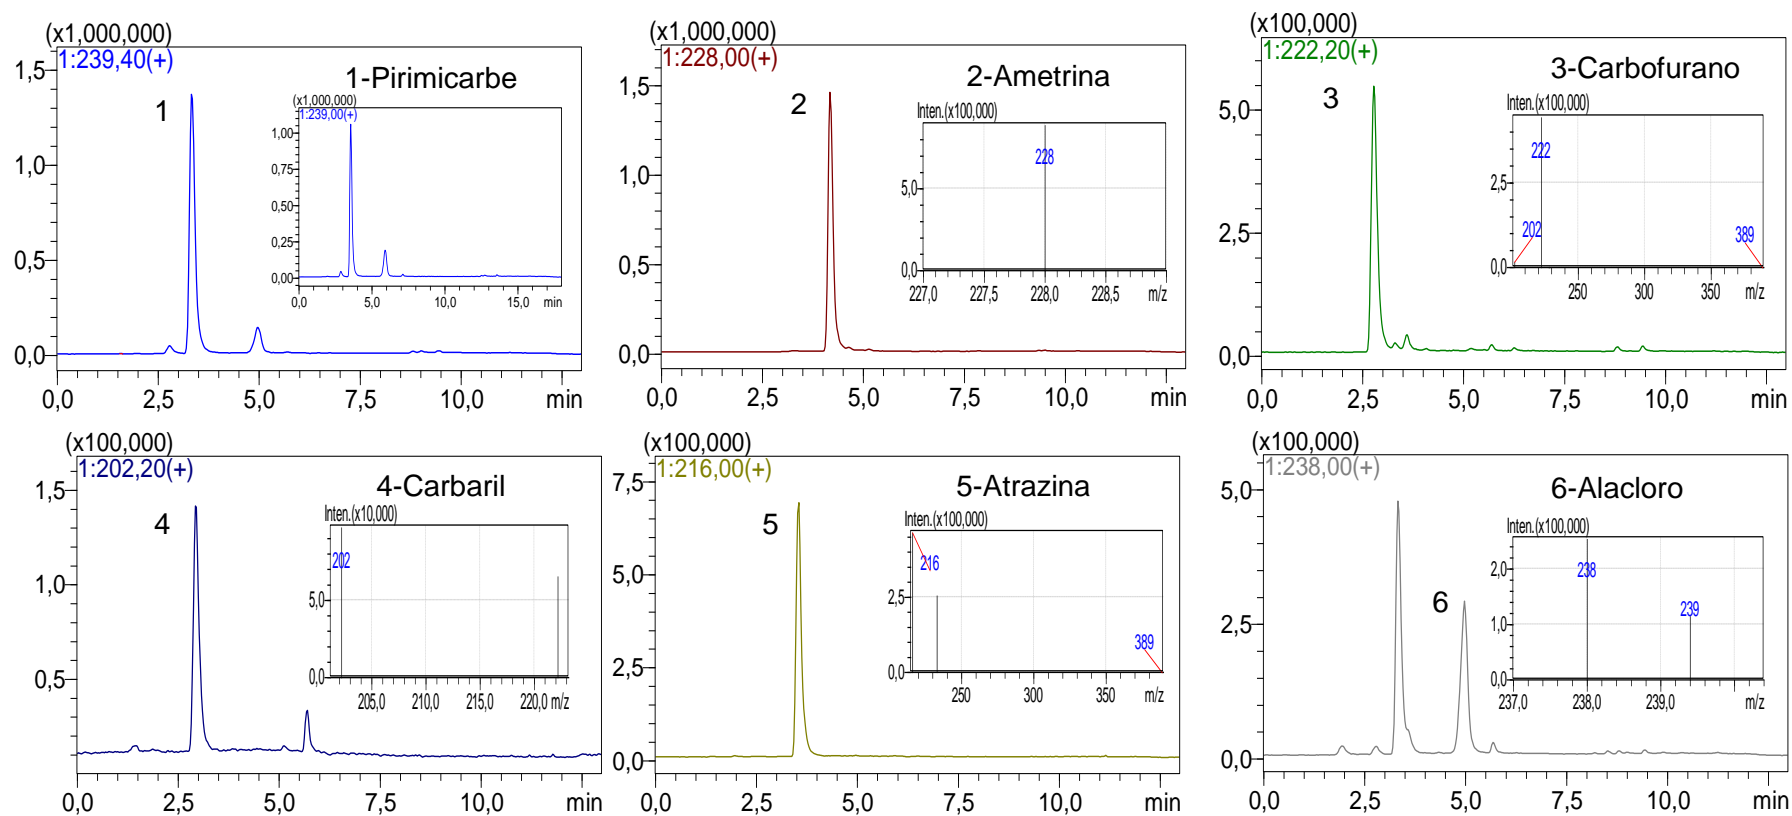 (x1,000,000)
1:239,40(+)
1-Pirimicarbe
1
1,5
1,0
0,5
0,0
0,0 2,5 5,0 7,5 10,0 min
(x1,000,000)
1:239,00(+)
1,00
0,75
0,50
0,25
0,00
0,0 5,0 10,0 15,0 min
(x1,000,000)
1:228,00(+)
2-Ametrina
2
1,5
1,0
0,5
0,0
0,0 2,5 5,0 7,5 10,0 min
Inten.(x100,000)
228
5,0
0,0
227,0 227,5 228,0 228,5 m/z
(x100,000)
1:222,20(+)
3-Carbofurano
3
5,0
2,5
0,0
0,0 2,5 5,0 7,5 10,0 min
Inten.(x100,000)
222
2,5
202
389
0,0
250 300 350 m/z
(x100,000)
1:202,20(+)
4-Carbaril
4
1,5
1,0
0,5
0,0 2,5 5,0 7,5 10,0 min
Inten.(x10,000)
202
5,0
0,0
205,0 210,0 215,0 220,0 m/z
(x100,000)
1:216,00(+)
5-Atrazina
5
7,5
5,0
2,5
0,0
0,0 2,5 5,0 7,5 10,0 min
Inten.(x100,000)
216
2,5
389
0,0
250 300 350 m/z
(x100,000)
1:238,00(+)
6-Alacloro
6
5,0
2,5
0,0
0,0 2,5 5,0 7,5 10,0 min
Inten.(x100,000)
2,0
238
239
1,0
0,0
237,0 238,0 239,0 m/z